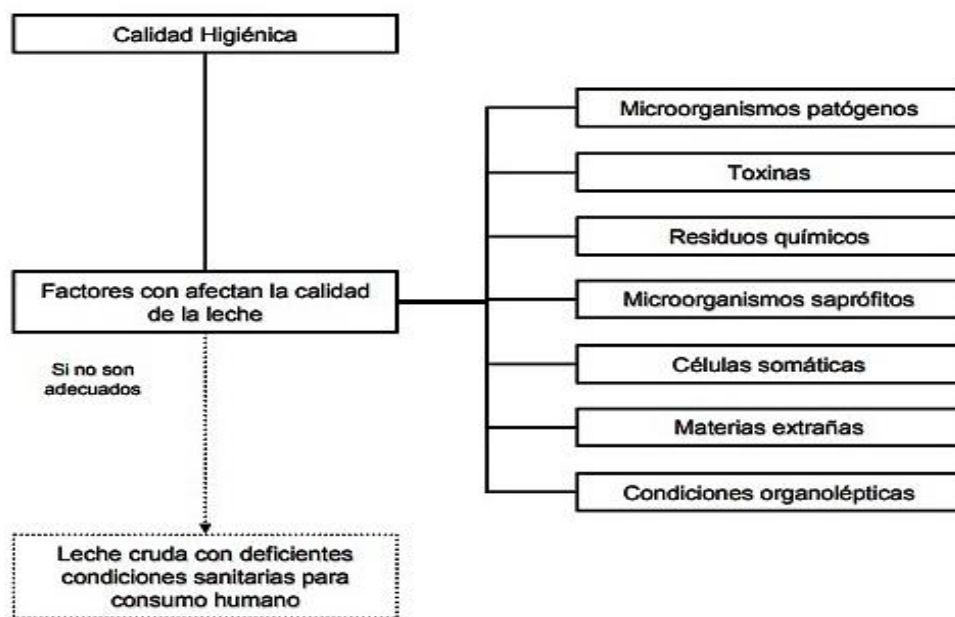 Calidad Higiénica
Microorganismos patógenos
Toxinas
Residuos químicos
Factores con afectan la calidad
de la leche
Microorganismos saprófitos
Si no son
adecuados
Células somáticas
Materias extrañas
Condiciones organolépticas
Leche cruda con deficientes
condiciones sanitarias para
consumo humano